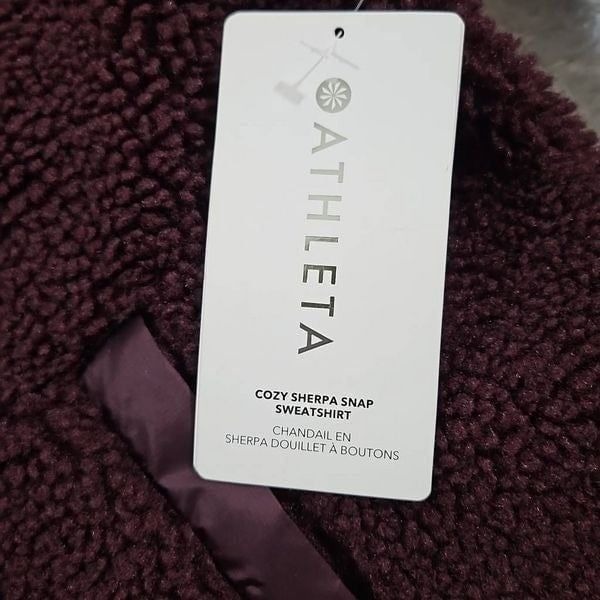 ATHLETA
COZY SHERPA SNAP
SWEATSHIRT
CHANDAIL EN
SHERPA DOUILLET À BOUTONS